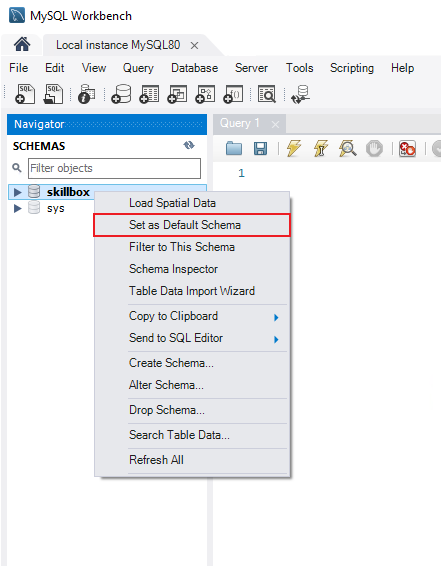 MySQL Workbench
Local instance MySQL80
File Edit View Query Database Server Tools Scripting Help
Navigator
Query 1
SCHEMAS
Filter objects
1
skillbox
sys
Load Spatial Data
Set as Default Schema
Filter to This Schema
Schema Inspector
Table Data Import Wizard
Copy to Clipboard
Send to SQL Editor
Create Schema...
Alter Schema...
Drop Schema...
Search Table Data...
Refresh All